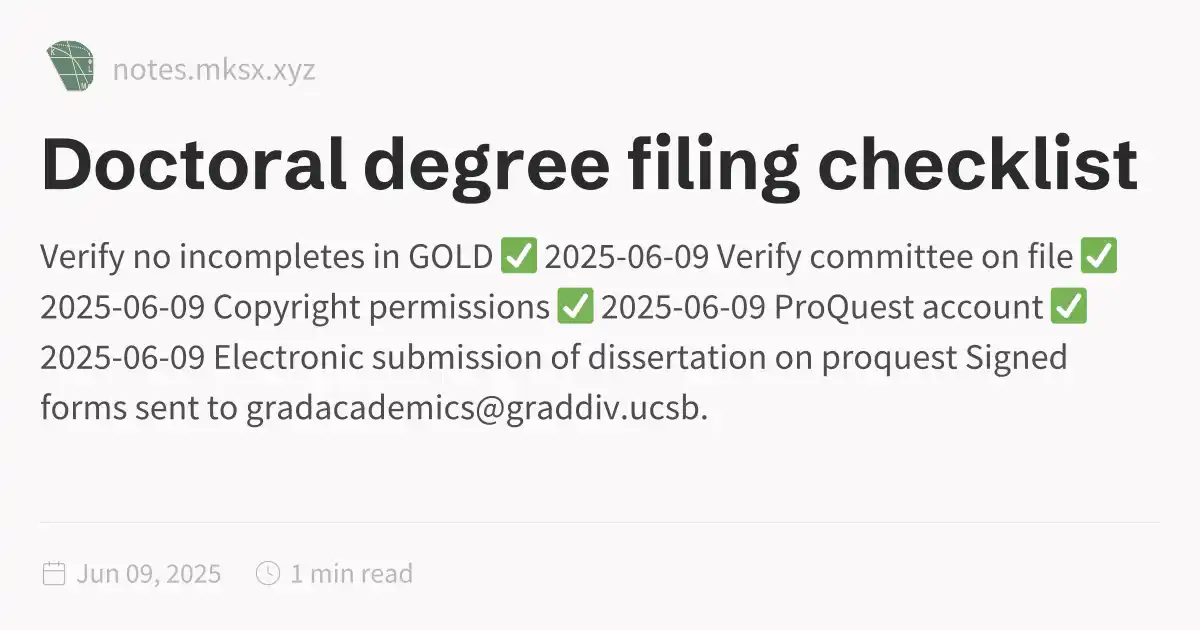 notes.mksx.xyz
Doctoral degree filing checklist
Verify no incompletes in GOLD ✅ 2025-06-09 Verify committee on file ✅
2025-06-09 Copyright permissions ✅ 2025-06-09 ProQuest account ✅
2025-06-09 Electronic submission of dissertation on proquest Signed
forms sent to gradacademics@graddiv.ucsb.
Jun 09, 2025 1 min read